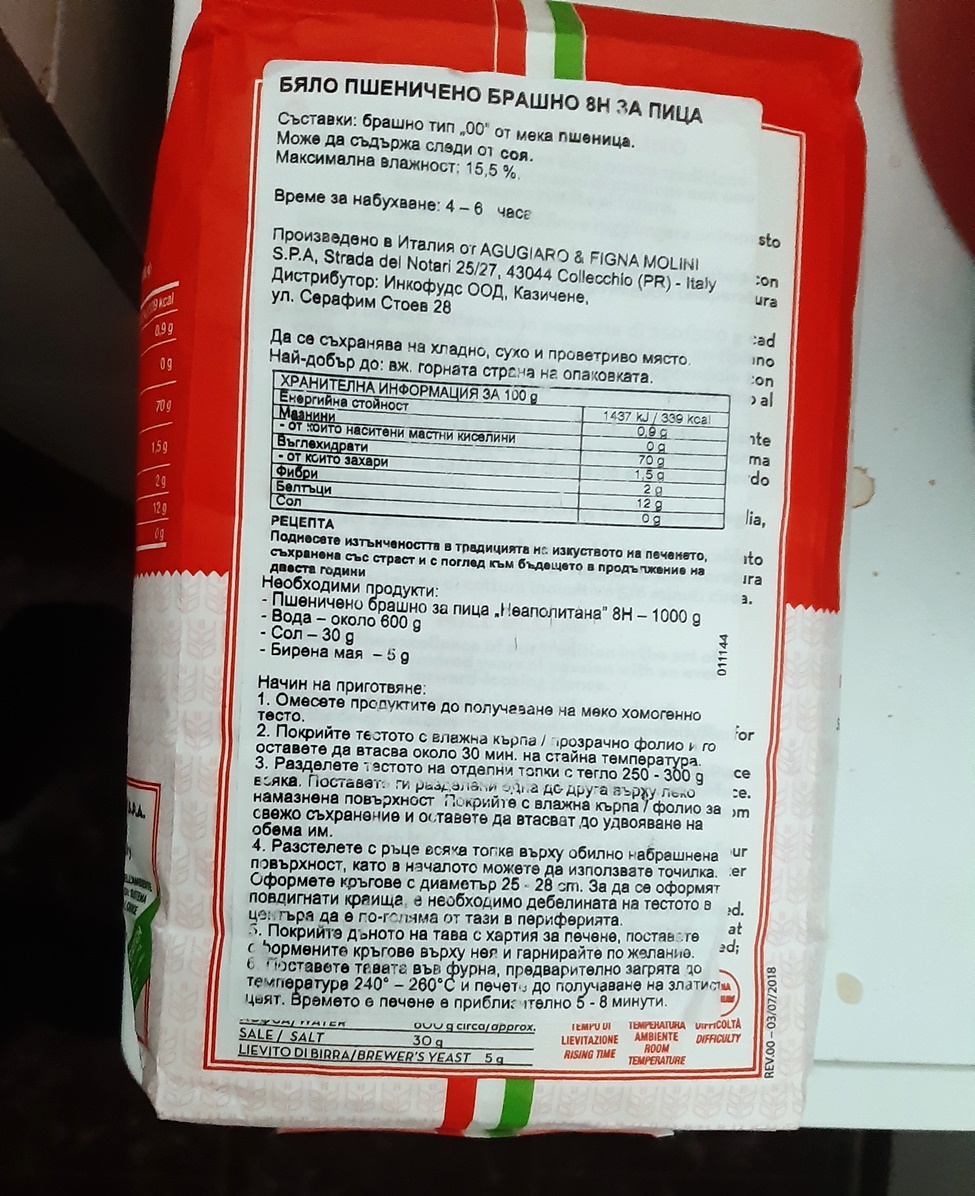 БЯЛО ПШЕНИЧЕНО БРАШНО 8Н ЗА ПИЦА
Съставки: брашно тип „00" от мека пшеница.
Може да съдържа следи от соя.
Максимална влажност: 15,5 %.
Време за набухване: 4 – 6 часа
Произведено в Италия от AGUGIARO & FIGNA MOLINI
S.P.A, Strada dei Notari 25/27, 43044 Collecchio (PR) - Italy
Дистрибутор: Инкофудс ООД, Казичене,
ул. Серафим Стоев 28
Да се съхранява на хладно, сухо и проветриво място.
Най-добър до: вж. горната страна на опаковката.
ХРАНИТЕЛНА ИНФОРМАЦИЯ ЗА 100 g
Енергийна стойност 1437 kJ / 339 kcal
Мазнини 0,9 g
- от които наситени мастни киселини 0 g
Въглехидрати 70 g
- от които захари 1,5 g
Фибри 2 g
Белтъци 12 g
Сол 0 g
РЕЦЕПТА
Поднесете изтънчеността в традицията на изкуството на печенето,
съхранена със страст и с поглед към бъдещето в продължение на
двеста години
Необходими продукти:
- Пшеничено брашно за пица „Неаполитана" 8Н – 1000 g
- Вода – около 600 g
- Сол – 30 g
- Бирена мая – 5 g
011144
Начин на приготвяне:
1. Омесете продуктите до получаване на меко хомогенно
тесто.
2. Покрийте тестото с влажна кърпа / прозрачно фолио и го
оставете да втасва около 30 мин. на стайна температура.
3. Разделете тестото на отделни топки с тегло 250 - 300 g
всяка. Поставете ги разделени една до друга върху леко
намазнена повърхност. Покрийте с влажна кърпа / фолио за
свежо съхранение и оставете да втасват до удвояване на
обема им.
4. Разстелете с ръце всяка топка върху обилно набрашнена
повърхност, като в началото можете да използвате точилка.
Оформете кръгове с диаметър 25 - 28 cm. За да се оформят
повдигнати краища, е необходимо дебелината на тестото в
центъра да е по-голяма от тази в периферията.
5. Покрийте дъното на тава с хартия за печене, поставете
оформените кръгове върху нея и гарнирайте по желание.
6. Поставете тавата във фурна, предварително загрята до
температура 240° – 260°C и печете до получаване на златист
цвят. Времето е печене е приблизително 5 - 8 минути.
600 g circa/approx.
SALE / SALT 30 g
LIEVITO DI BIRRA/BREWER'S YEAST 5 g
TEMPO DI
LIEVITAZIONE
RISING TIME
TEMPERATURA
AMBIENTE
ROOM
TEMPERATURE
DIFFICOLTÀ
DIFFICULTY
REV.00 – 03/07/2018
kcal
0,9 g
0 g
70 g
1,5 g
2 g
12 g
0 g